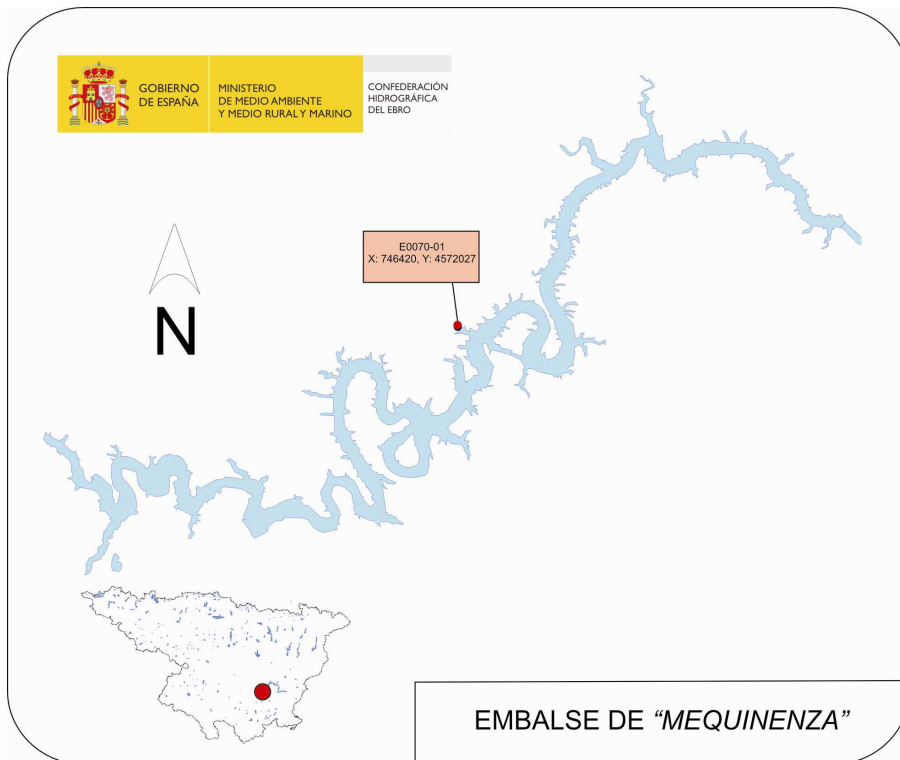 GOBIERNO
DE ESPAÑA
MINISTERIO
DE MEDIO AMBIENTE
Y MEDIO RURAL Y MARINO
CONFEDERACIÓN
HIDROGRÁFICA
DEL EBRO
E0070-01
X: 746420, Y: 4572027
N
EMBALSE DE "MEQUINENZA"